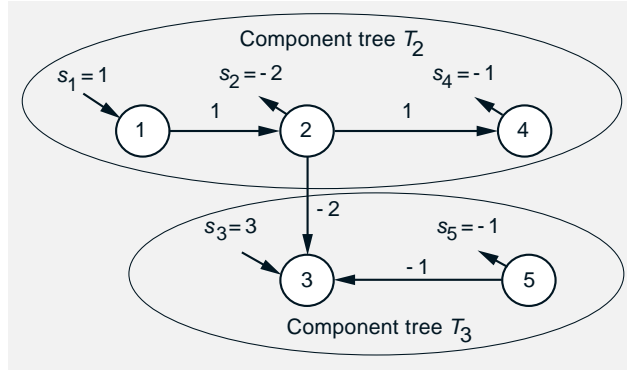 Component tree T2
s1 = 1
s2 = - 2
s4 = - 1
1
1
1
2
4
- 2
s3 = 3
s5 = - 1
- 1
3
5
Component tree T3